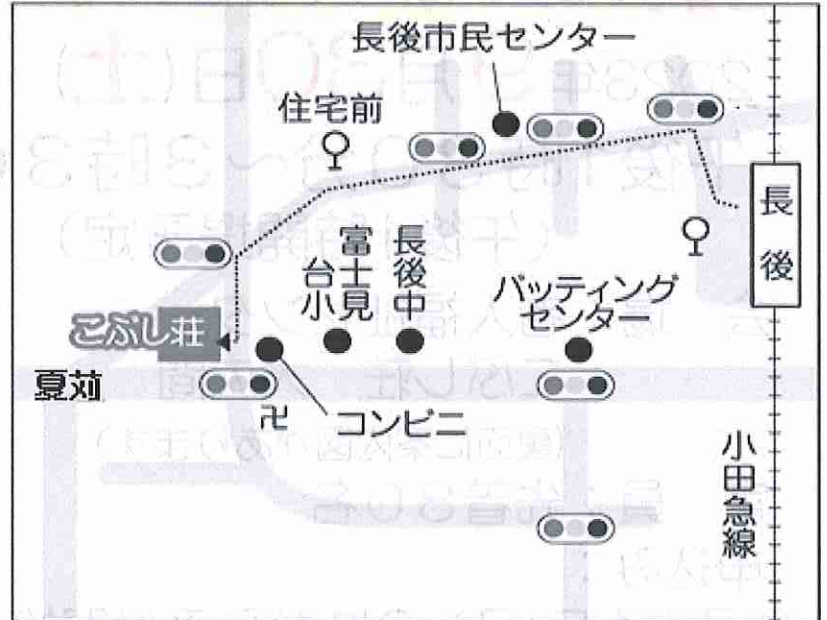 長後市民センター
住宅前
長後
富士見台小
長後中
バッティング
センター
こぶし荘
夏苅
卍
コンビニ
小田急線